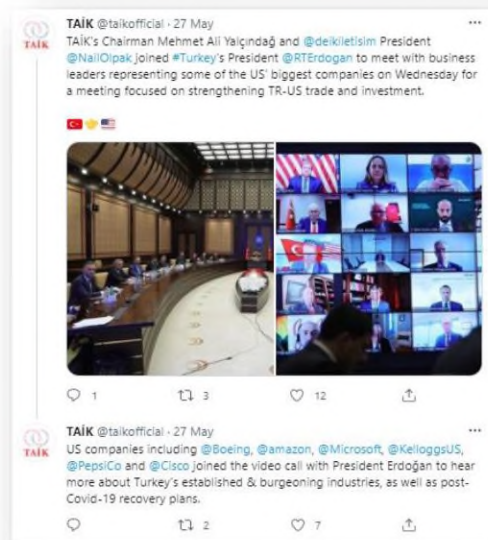 TAİK @taikofficial · 27 May
TAİK
TAİK's Chairman Mehmet Ali Yalçındağ and @deikiletisim President
@NailOlpak joined #Turkey's President @RTErdogan to meet with business
leaders representing some of the US' biggest companies on Wednesday for
a meeting focused on strengthening TR-US trade and investment.
1
3
12
TAİK @taikofficial · 27 May
TAİK
US companies including @Boeing, @amazon, @Microsoft, @KelloggsUS,
@PepsiCo and @Cisco joined the video call with President Erdoğan to hear
more about Turkey's established & burgeoning industries, as well as post-
Covid-19 recovery plans.
2
7